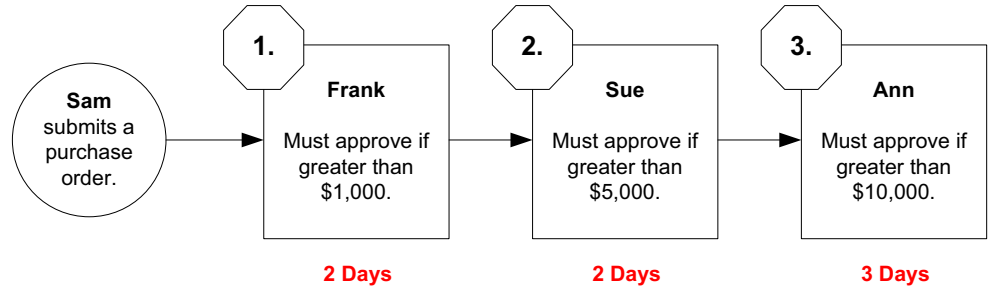 Sam
submits a
purchase
order.
1.
Frank
Must approve if
greater than
$1,000.
2 Days
2.
Sue
Must approve if
greater than
$5,000.
2 Days
3.
Ann
Must approve if
greater than
$10,000.
3 Days